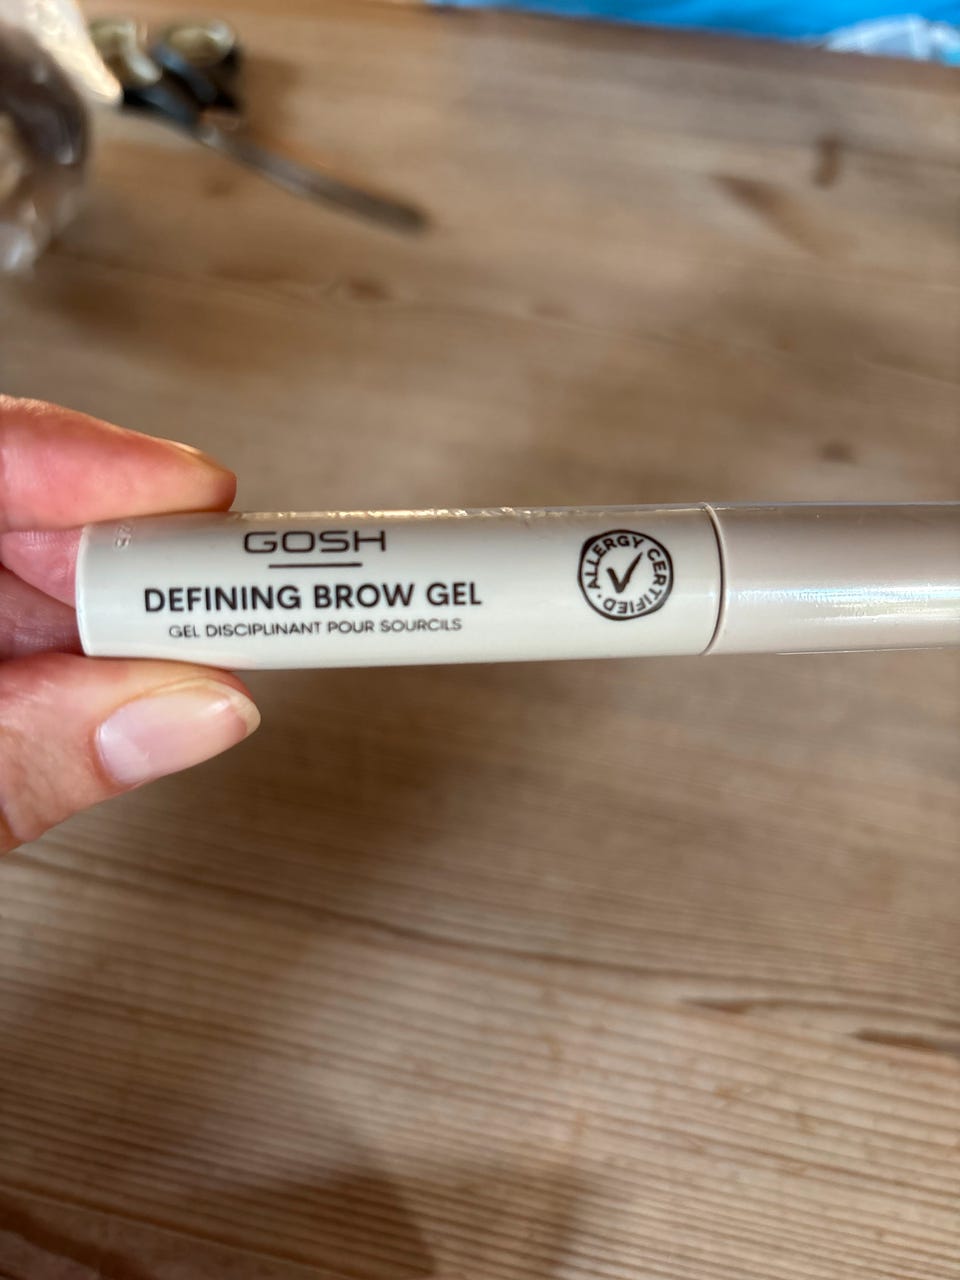 GOSH
DEFINING BROW GEL
GEL DISCIPLINANT POUR SOURCILS
ALLERGY CERTIFIED